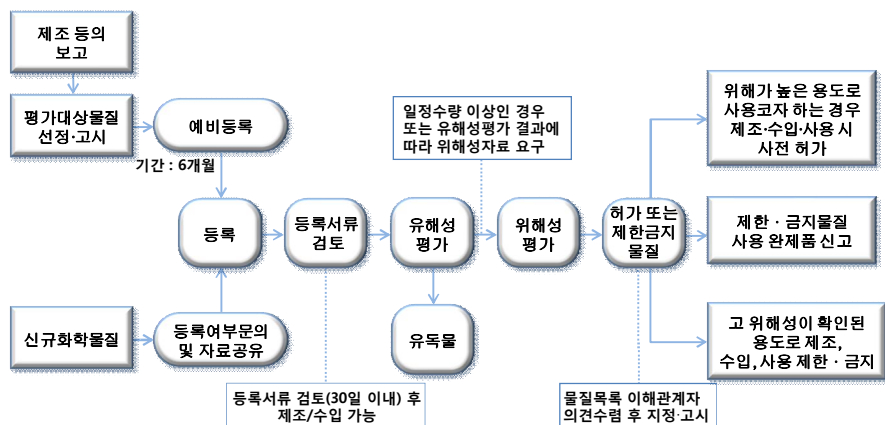 제조 등의
보고
평가대상물질
선정·고시
예비등록
기간 : 6개월
일정수량 이상인 경우
또는 유해성평가 결과에
따라 위해성자료 요구
위해가 높은 용도로
사용코자 하는 경우
제조·수입·사용 시
사전 허가
등록
등록서류
검토
유해성
평가
위해성
평가
허가 또는
제한금지
물질
제한 · 금지물질
사용 완제품 신고
신규화학물질
등록여부문의
및 자료공유
유독물
고 위해성이 확인된
용도로 제조,
수입, 사용 제한 · 금지
등록서류 검토(30일 이내) 후
제조/수입 가능
물질목록 이해관계자
의견수렴 후 지정·고시